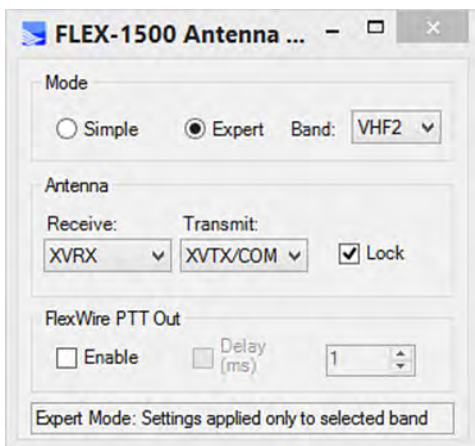 FLEX-1500 Antenna ...
Mode
Simple Expert Band: VHF2
Antenna
Receive: Transmit:
XVRX XVTX/COM Lock
FlexWire PTT Out
Enable Delay (ms) 1
Expert Mode: Settings applied only to selected band